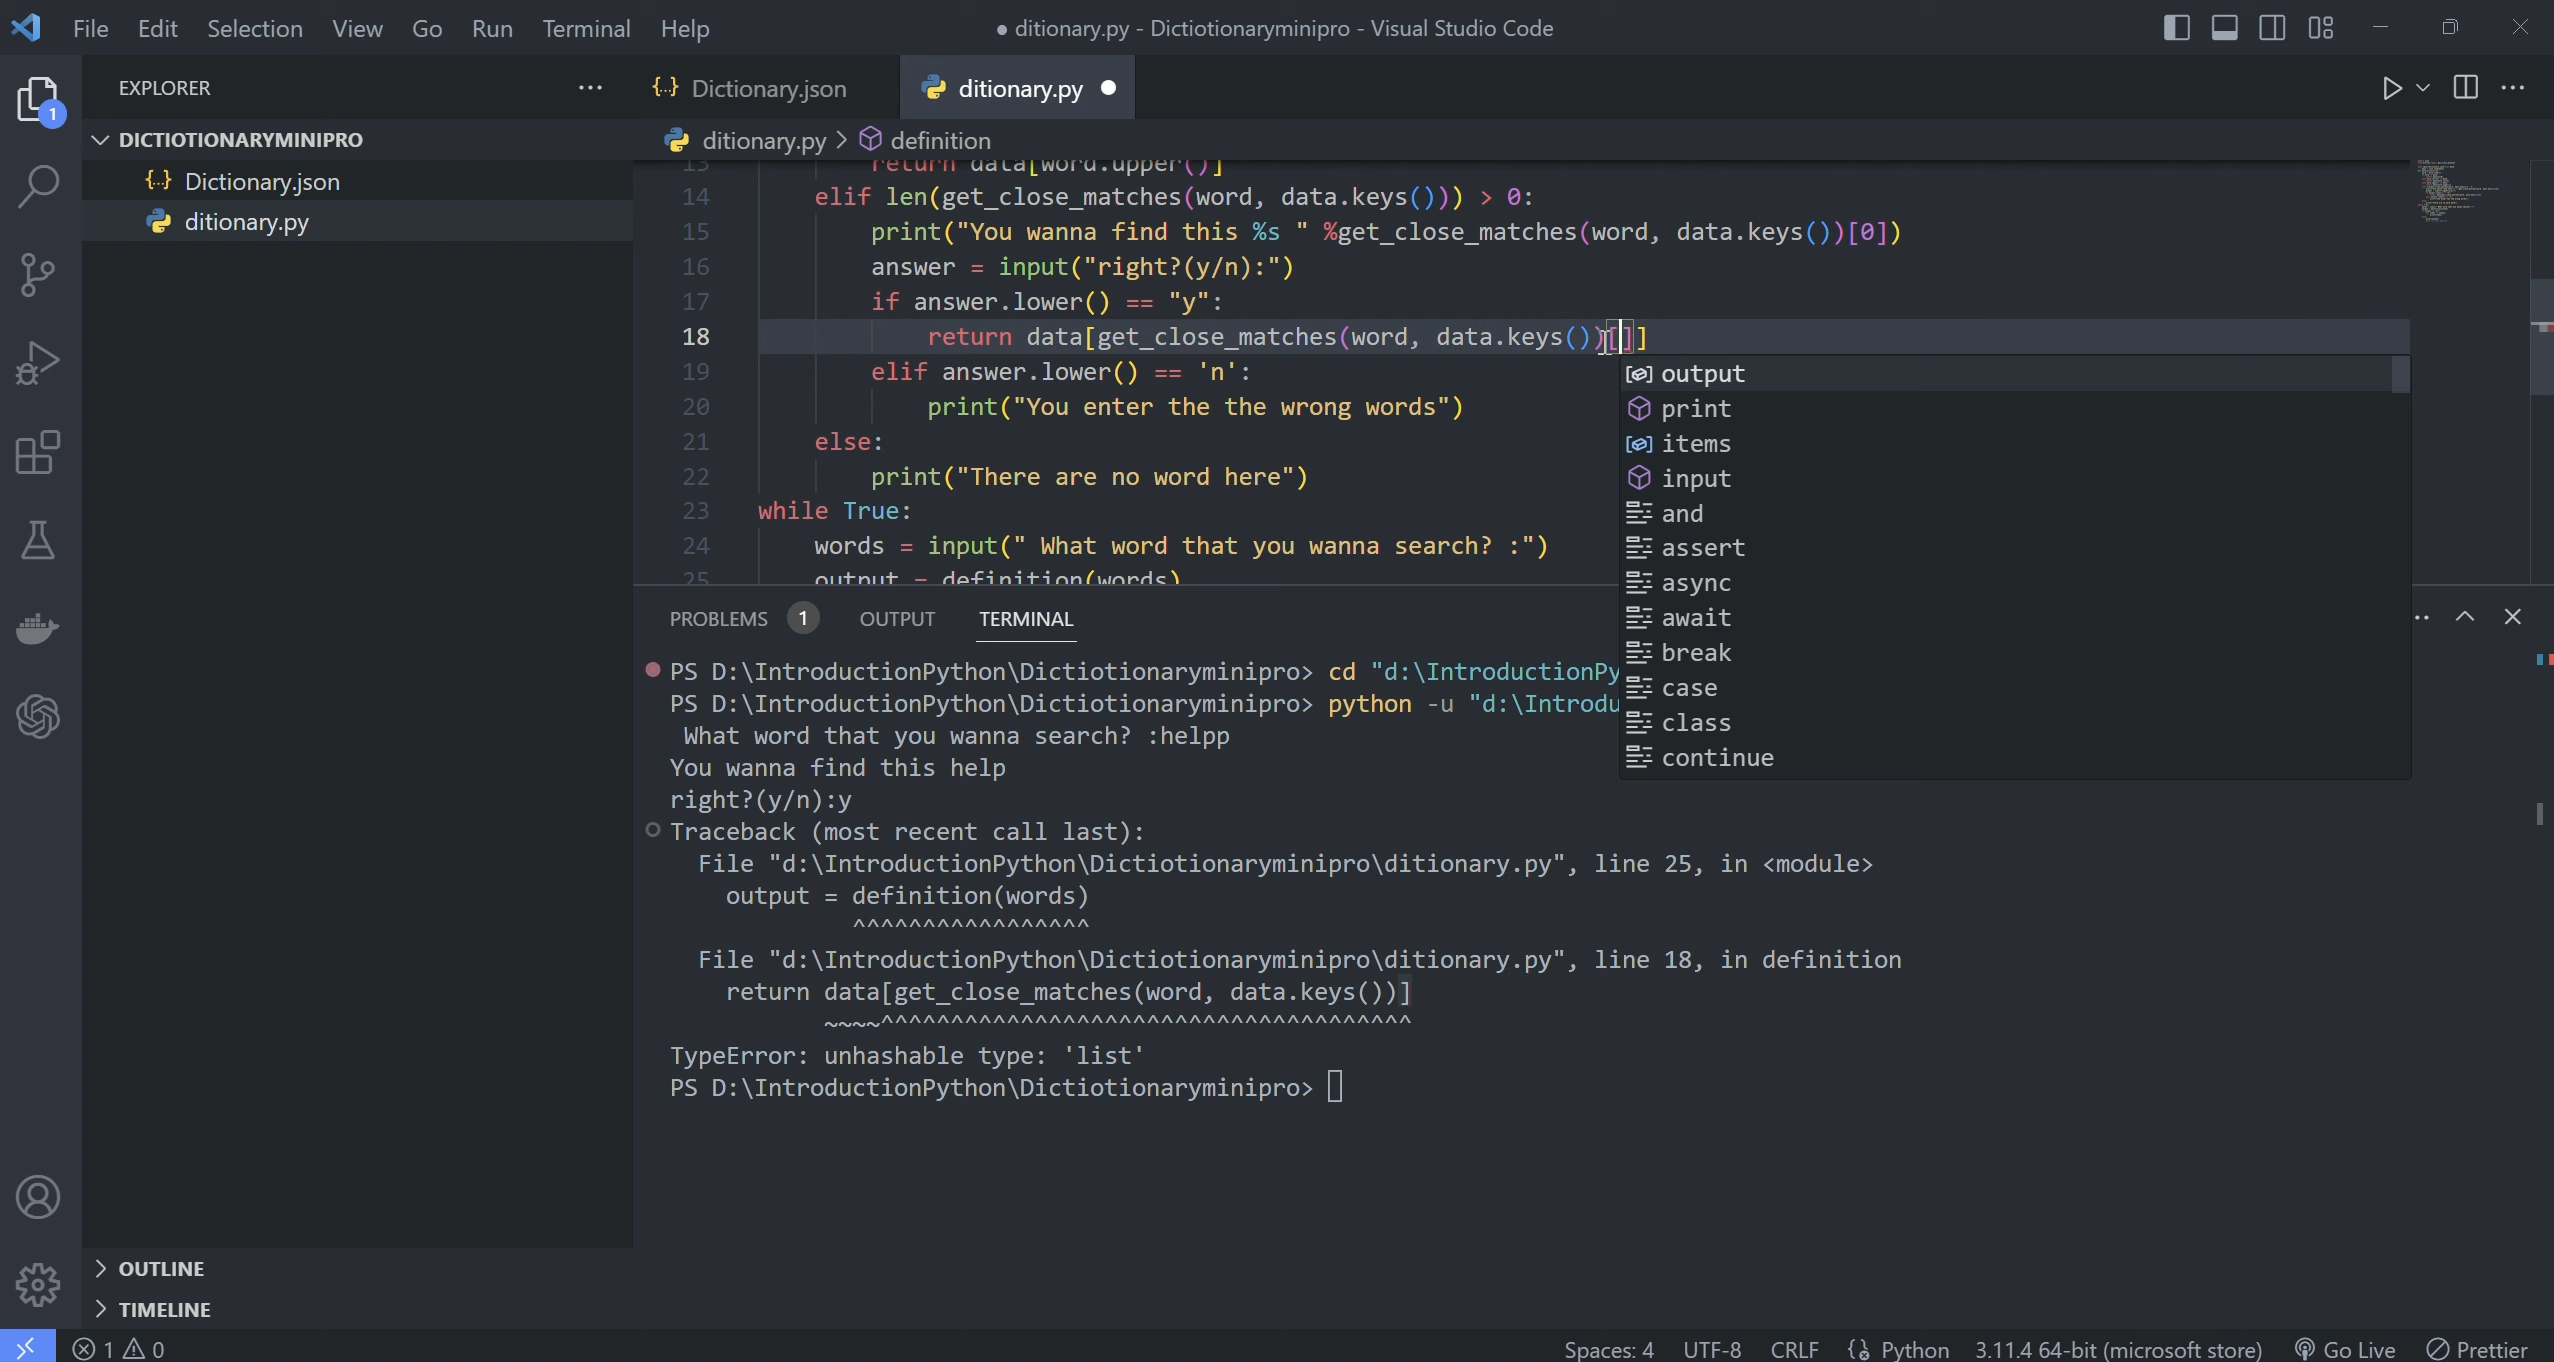 File Edit Selection View Go Run Terminal Help ● ditionary.py - Dictiotionaryminipro - Visual Studio Code
EXPLORER ···
1
DICTIOTIONARYMINIPRO
{··} Dictionary.json
ditionary.py
OUTLINE
TIMELINE
{··} Dictionary.json ditionary.py ●
ditionary.py > definition
13 return data[word.upper()]
14 elif len(get_close_matches(word, data.keys())) > 0:
15 print("You wanna find this %s " %get_close_matches(word, data.keys())[0])
16 answer = input("right?(y/n):")
17 if answer.lower() == "y":
18 return data[get_close_matches(word, data.keys())[]]
19 elif answer.lower() == 'n':
20 print("You enter the the wrong words")
21 else:
22 print("There are no word here")
23 while True:
24 words = input(" What word that you wanna search? :")
25 output = definition(words)
output
print
items
input
and
assert
async
await
break
case
class
continue
PROBLEMS 1 OUTPUT TERMINAL
PS D:\IntroductionPython\Dictiotionaryminipro> cd "d:\IntroductionPy
PS D:\IntroductionPython\Dictiotionaryminipro> python -u "d:\Introdu
What word that you wanna search? :helpp
You wanna find this help
right?(y/n):y
Traceback (most recent call last):
File "d:\IntroductionPython\Dictiotionaryminipro\ditionary.py", line 25, in <module>
output = definition(words)
^^^^^^^^^^^^^^^^^
File "d:\IntroductionPython\Dictiotionaryminipro\ditionary.py", line 18, in definition
return data[get_close_matches(word, data.keys())]
~~~~^^^^^^^^^^^^^^^^^^^^^^^^^^^^^^^^^^^^^^
TypeError: unhashable type: 'list'
PS D:\IntroductionPython\Dictiotionaryminipro>
1 0 Spaces: 4 UTF-8 CRLF Python 3.11.4 64-bit (microsoft store) Go Live Prettier